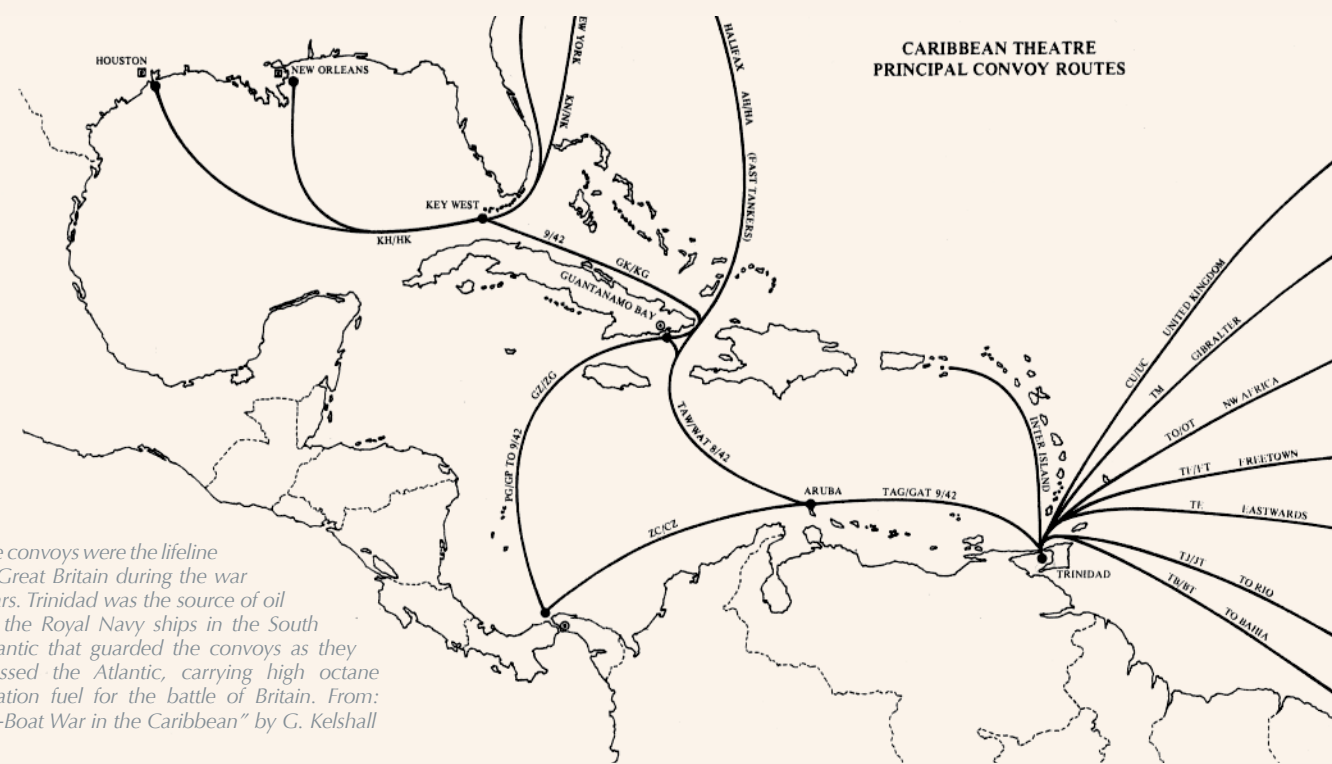 CARIBBEAN THEATRE
PRINCIPAL CONVOY ROUTES
HOUSTON
NEW ORLEANS
EW YORK
KN/NK
HALIFAX
AH/HA
(FAST TANKERS)
KEY WEST
KH/HK
9/42
GK/KG
GUANTANAMO BAY
GZ/ZG
PG/GP TO 9/42
TAW/WAT 8/42
ZC/CZ
ARUBA
TAG/GAT 9/42
INTER ISLAND
TRINIDAD
CU/UC
UNITED KINGDOM
TM
GIBRALTER
TO/OT
NW AFRICA
FREETOWN
TE
EASTWARDS
TJ/JT
TO RIO
TB/BT
TO BAHIA
e convoys were the lifeline
Great Britain during the war
rs. Trinidad was the source of oil
the Royal Navy ships in the South
antic that guarded the convoys as they
ssed the Atlantic, carrying high octane
ation fuel for the battle of Britain. From:
-Boat War in the Caribbean” by G. Kelshall